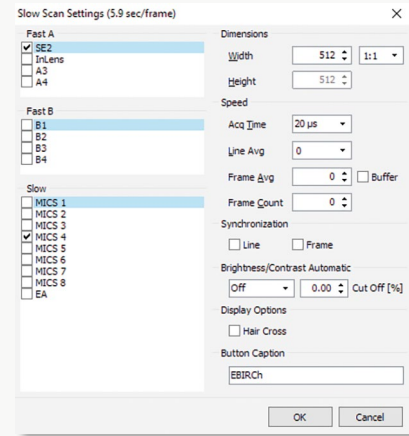 Slow Scan Settings (5.9 sec/frame)
Fast A
SE2
InLens
A3
A4
Fast B
B1
B2
B3
B4
Slow
MICS 1
MICS 2
MICS 3
MICS 4
MICS 5
MICS 6
MICS 7
MICS 8
EA
Dimensions
Width 512 1:1
Height 512
Speed
Acq Time 20 µs
Line Avg 0
Frame Avg 0 Buffer
Frame Count 0
Synchronization
Line Frame
Brightness/Contrast Automatic
Off 0.00 Cut Off [%]
Display Options
Hair Cross
Button Caption
EBIRCh
OK Cancel